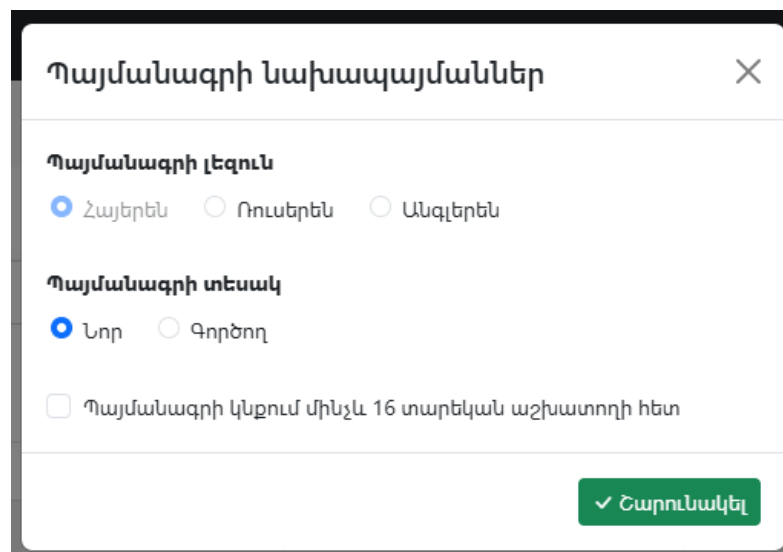 Պայմանագրի նախապայմաններ
Պայմանագրի լեզուն
Հայերեն Ռուսերեն Անգլերեն
Պայմանագրի տեսակ
Նոր Գործող
Պայմանագրի կնքում մինչև 16 տարեկան աշխատողի հետ
Շարունակել